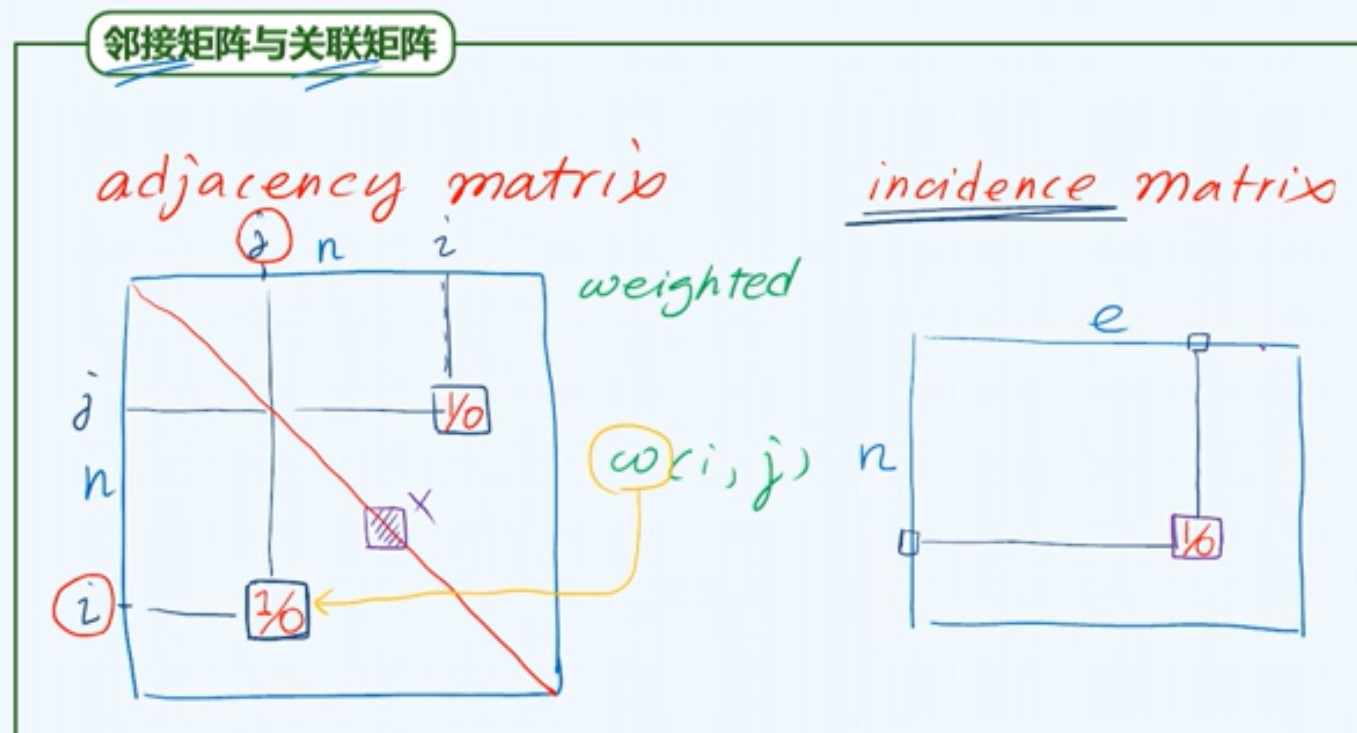 邻接矩阵与关联矩阵
adjacency matrix
incidence matrix
j n i
weighted
e
j
1/0
ω(i, j)
n
n
x
1/0
i
1/0